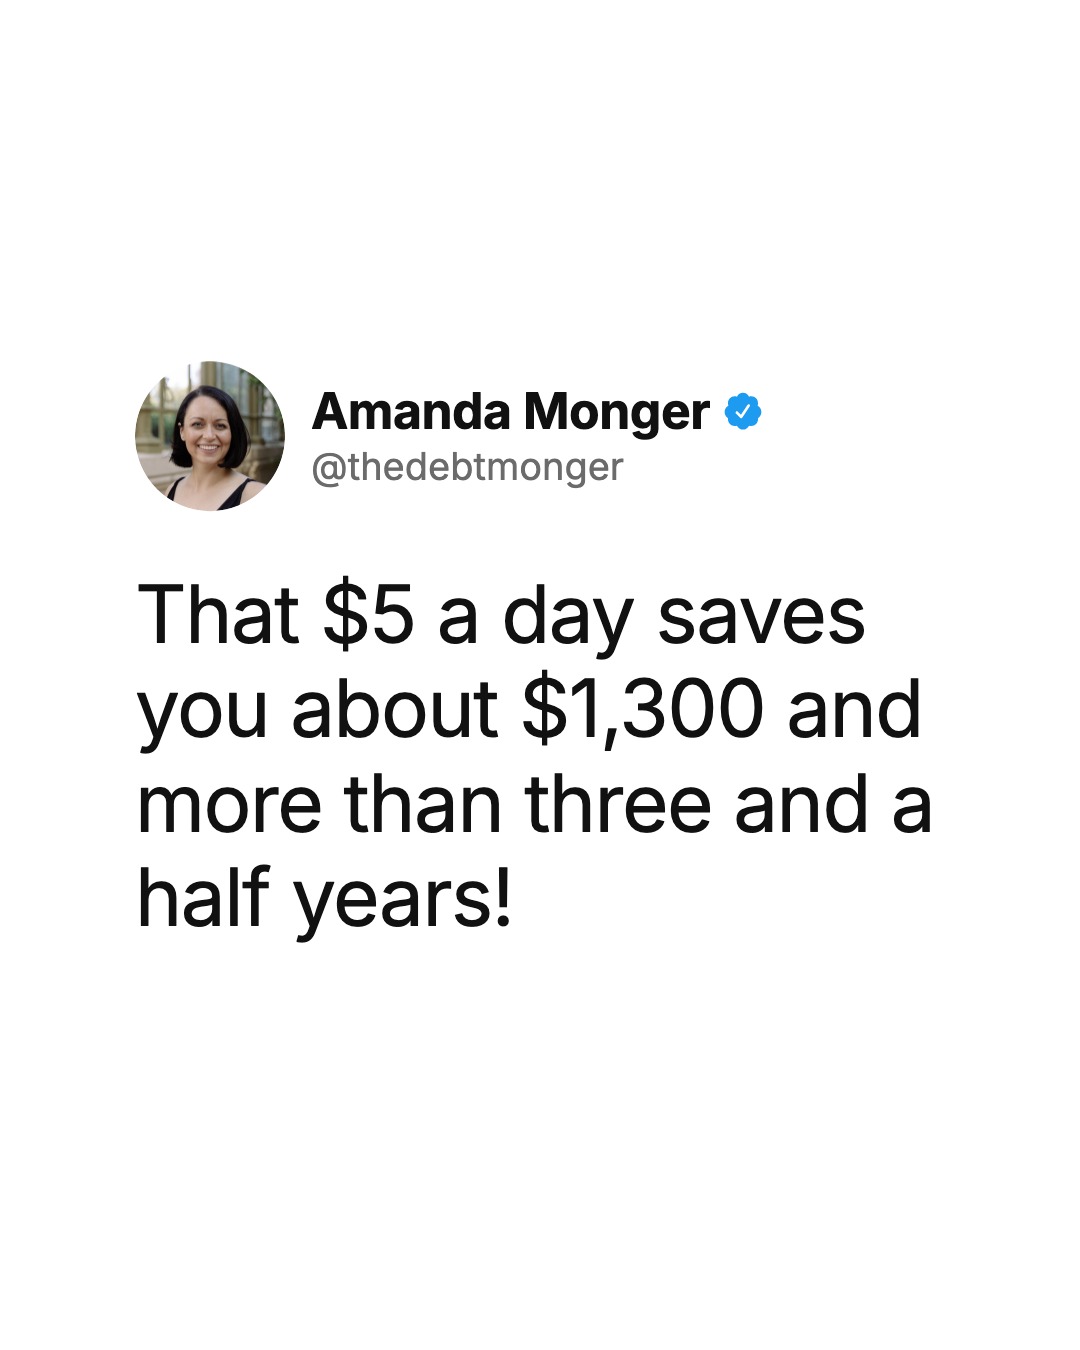 Amanda Monger
@thedebtmonger
That $5 a day saves
you about $1,300 and
more than three and a
half years!